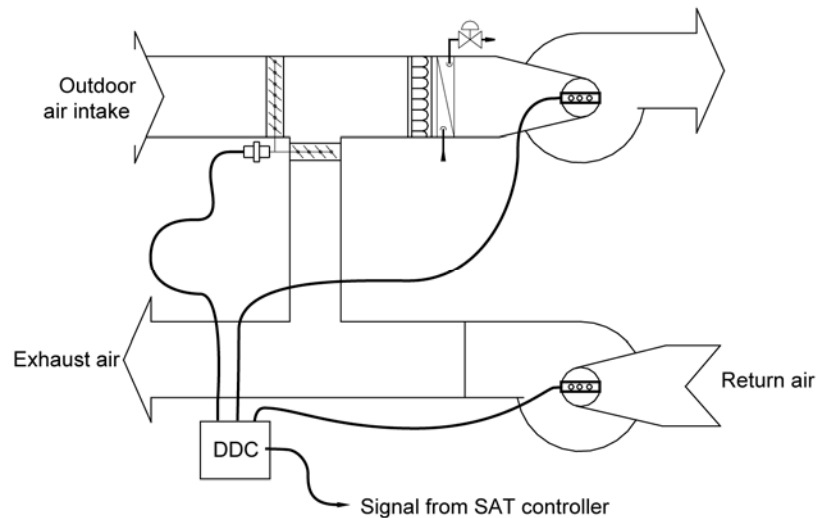 Outdoor
air intake
Exhaust air
Return air
DDC
Signal from SAT controller